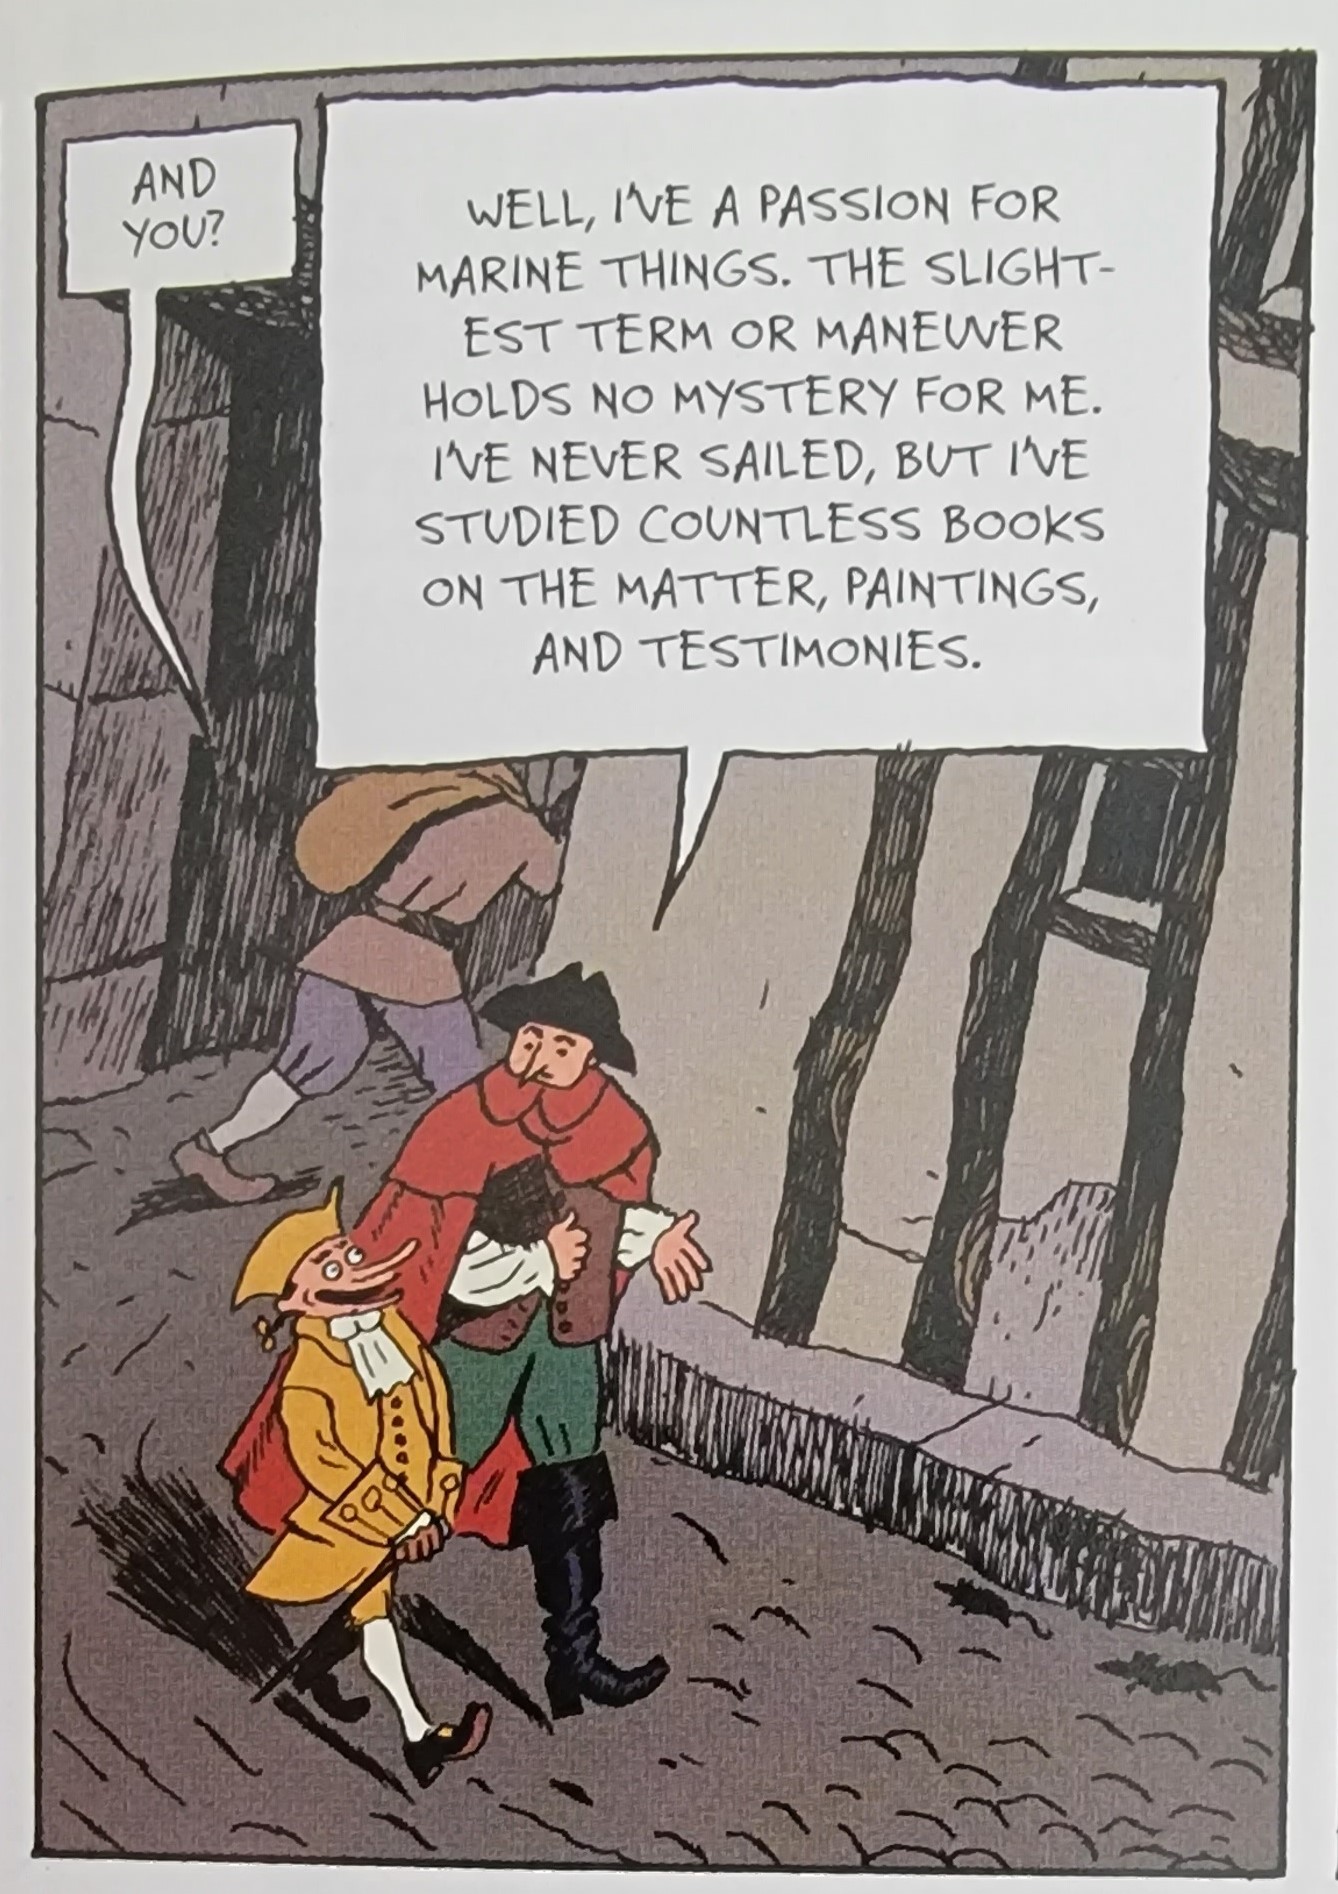 AND
YOU?
WELL, I'VE A PASSION FOR
MARINE THINGS. THE SLIGHT-
EST TERM OR MANEUVER
HOLDS NO MYSTERY FOR ME.
I'VE NEVER SAILED, BUT I'VE
STUDIED COUNTLESS BOOKS
ON THE MATTER, PAINTINGS,
AND TESTIMONIES.